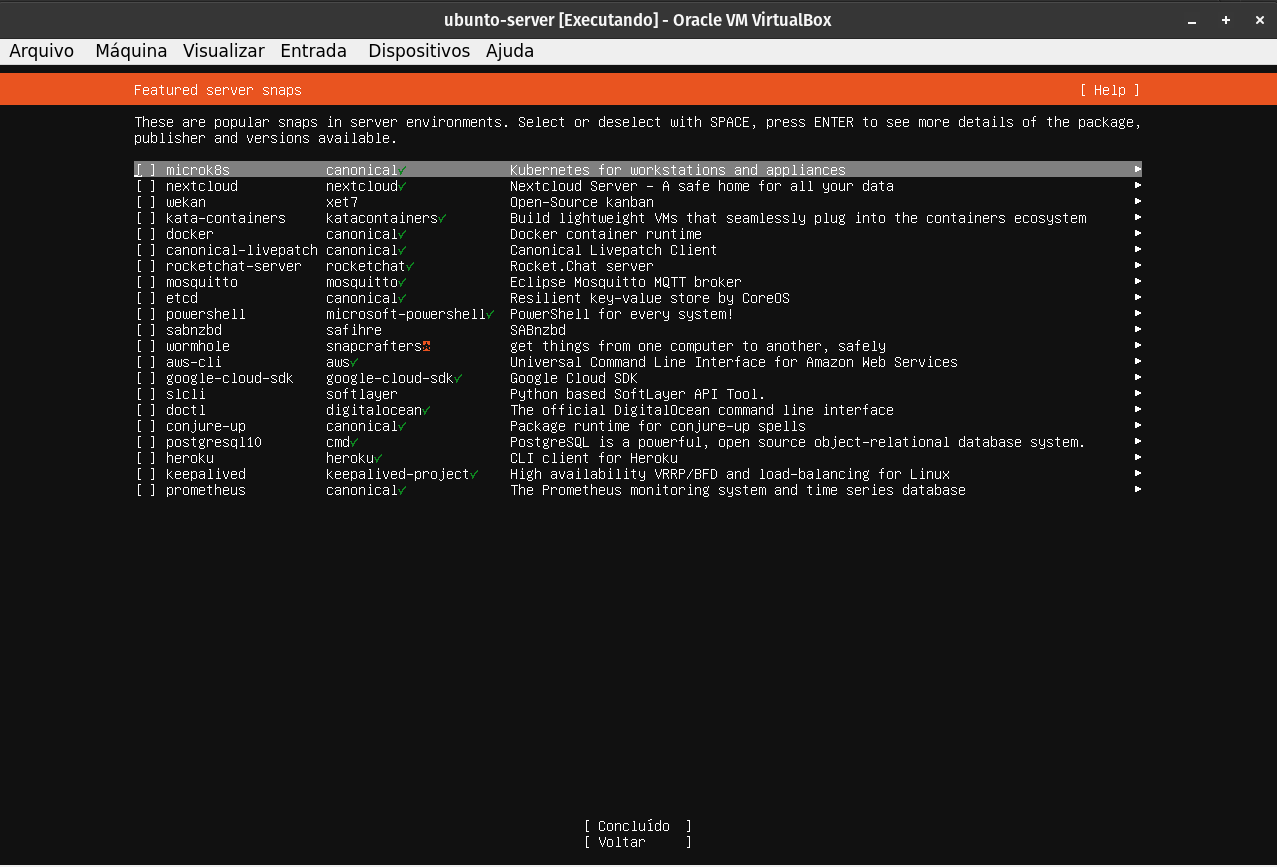 ubunto-server [Executando] - Oracle VM VirtualBox
Arquivo Máquina Visualizar Entrada Dispositivos Ajuda
Featured server snaps [ Help ]
These are popular snaps in server environments. Select or deselect with SPACE, press ENTER to see more details of the package,
publisher and versions available.
[ ] microk8s canonical✓ Kubernetes for workstations and appliances ▸
[ ] nextcloud nextcloud✓ Nextcloud Server - A safe home for all your data ▸
[ ] wekan xet7 Open-Source kanban ▸
[ ] kata-containers katacontainers✓ Build lightweight VMs that seamlessly plug into the containers ecosystem ▸
[ ] docker canonical✓ Docker container runtime ▸
[ ] canonical-livepatch canonical✓ Canonical Livepatch Client ▸
[ ] rocketchat-server rocketchat✓ Rocket.Chat server ▸
[ ] mosquitto mosquitto✓ Eclipse Mosquitto MQTT broker ▸
[ ] etcd canonical✓ Resilient key-value store by CoreOS ▸
[ ] powershell microsoft-powershell✓ PowerShell for every system! ▸
[ ] sabnzbd safihre SABnzbd ▸
[ ] wormhole snapcrafters get things from one computer to another, safely ▸
[ ] aws-cli aws✓ Universal Command Line Interface for Amazon Web Services ▸
[ ] google-cloud-sdk google-cloud-sdk✓ Google Cloud SDK ▸
[ ] slcli softlayer Python based SoftLayer API Tool. ▸
[ ] doctl digitalocean✓ The official DigitalOcean command line interface ▸
[ ] conjure-up canonical✓ Package runtime for conjure-up spells ▸
[ ] postgresql10 cmd✓ PostgreSQL is a powerful, open source object-relational database system. ▸
[ ] heroku heroku✓ CLI client for Heroku ▸
[ ] keepalived keepalived-project✓ High availability VRRP/BFD and load-balancing for Linux ▸
[ ] prometheus canonical✓ The Prometheus monitoring system and time series database ▸
[ Concluído ]
[ Voltar ]